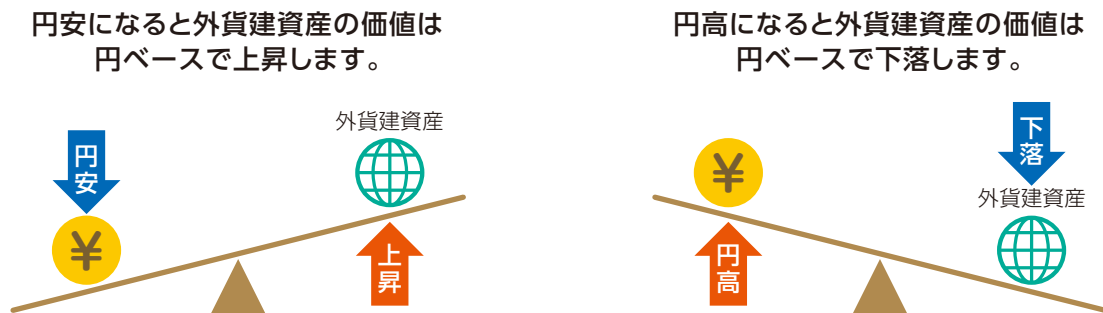 円安になると外貨建資産の価値は
円ベースで上昇します。
円安
¥
外貨建資産
上昇
円高になると外貨建資産の価値は
円ベースで下落します。
¥
円高
下落
外貨建資産